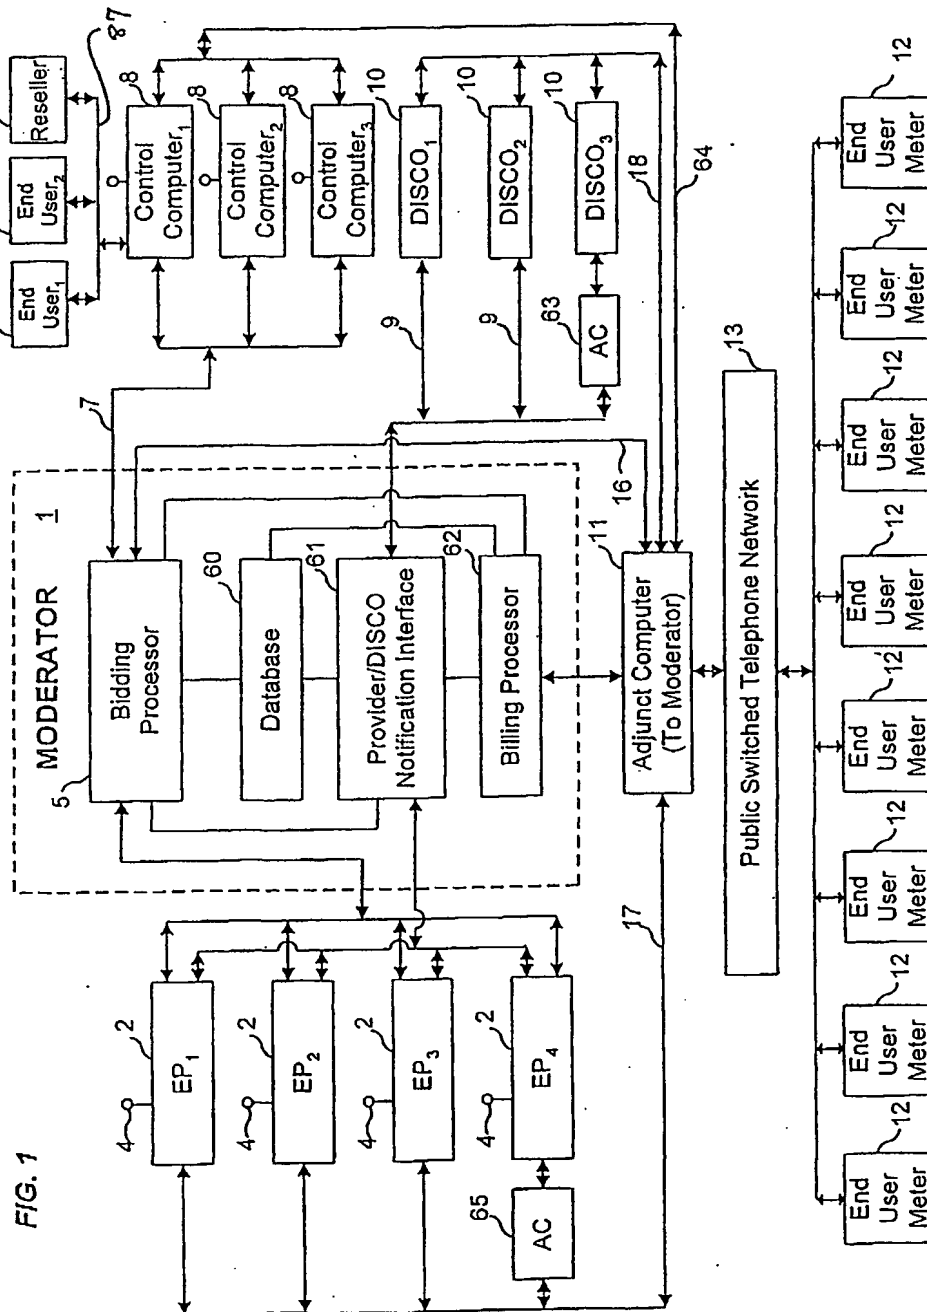 FIG. 1
MODERATOR 1
5
Bidding
Processor
60
Database
61
Provider/DISCO
Notification Interface
62
Billing Processor
4
2
EP1
4
2
EP2
4
2
EP3
4
2
EP4
65
AC
17
7
16
End
User1
End
User2
Reseller
87
8
Control
Computer1
8
Control
Computer2
8
Control
Computer3
10
DISCO1
10
DISCO2
10
DISCO3
9
9
63
AC
18
64
11
Adjunct Computer
(To Moderator)
13
Public Switched Telephone Network
12
End
User
Meter
12
End
User
Meter
12
End
User
Meter
12
End
User
Meter
12
End
User
Meter
12
End
User
Meter
12
End
User
Meter
12
End
User
Meter